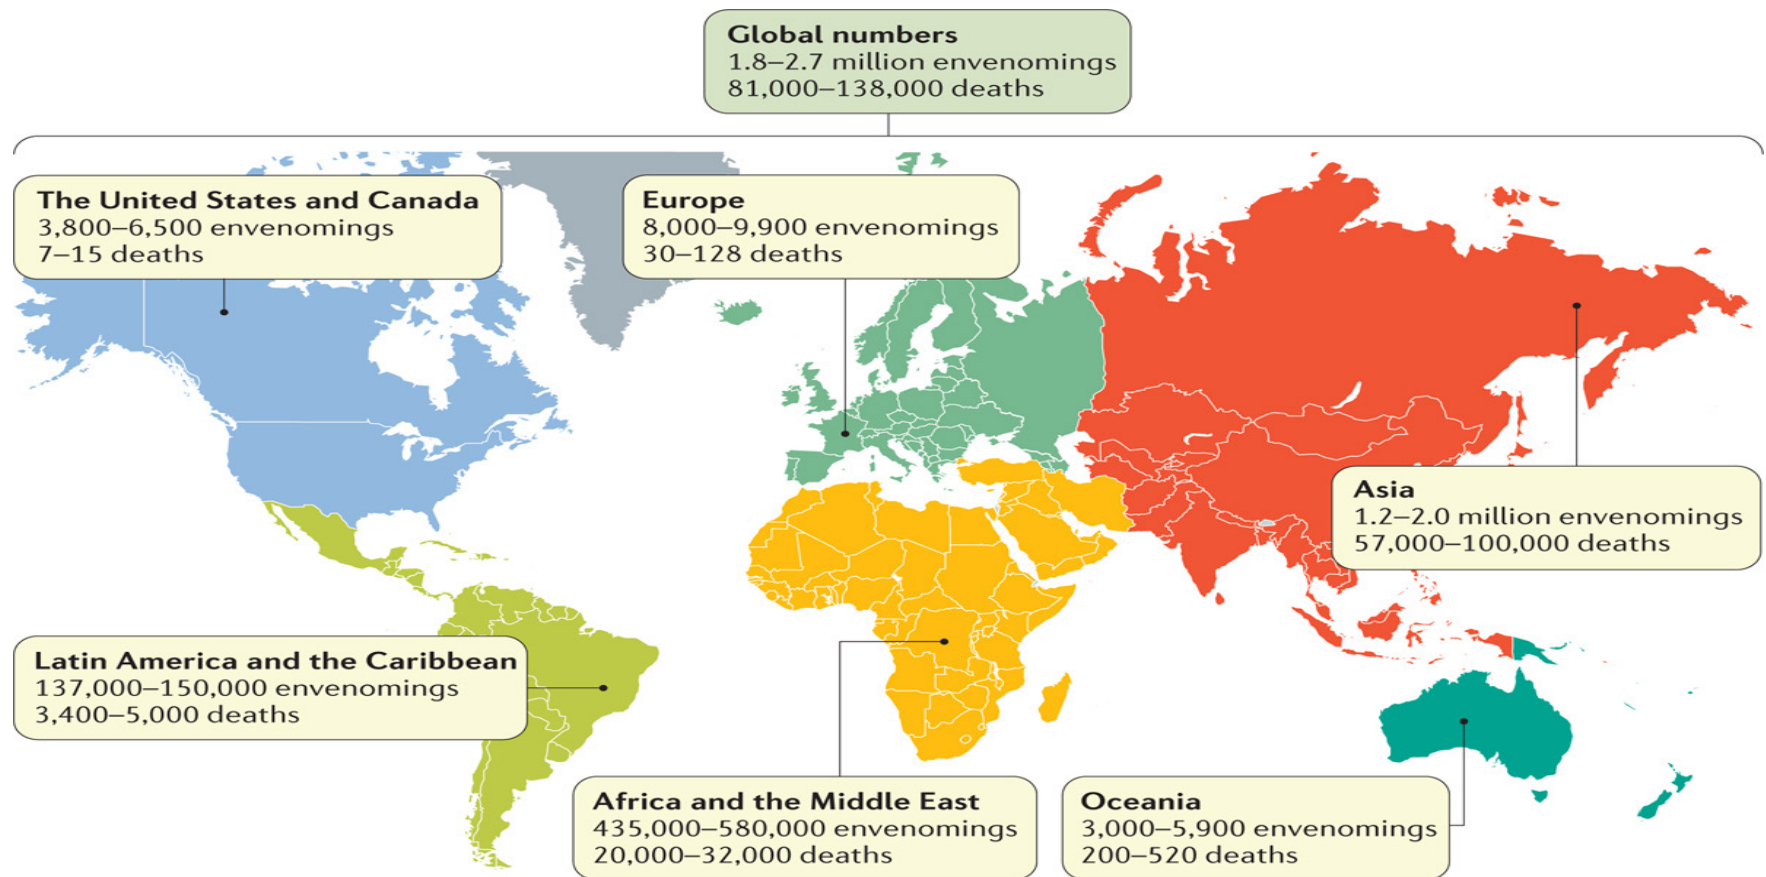 Global numbers
1.8–2.7 million envenomings
81,000–138,000 deaths
The United States and Canada
3,800–6,500 envenomings
7–15 deaths
Europe
8,000–9,900 envenomings
30–128 deaths
Asia
1.2–2.0 million envenomings
57,000–100,000 deaths
Latin America and the Caribbean
137,000–150,000 envenomings
3,400–5,000 deaths
Africa and the Middle East
435,000–580,000 envenomings
20,000–32,000 deaths
Oceania
3,000–5,900 envenomings
200–520 deaths